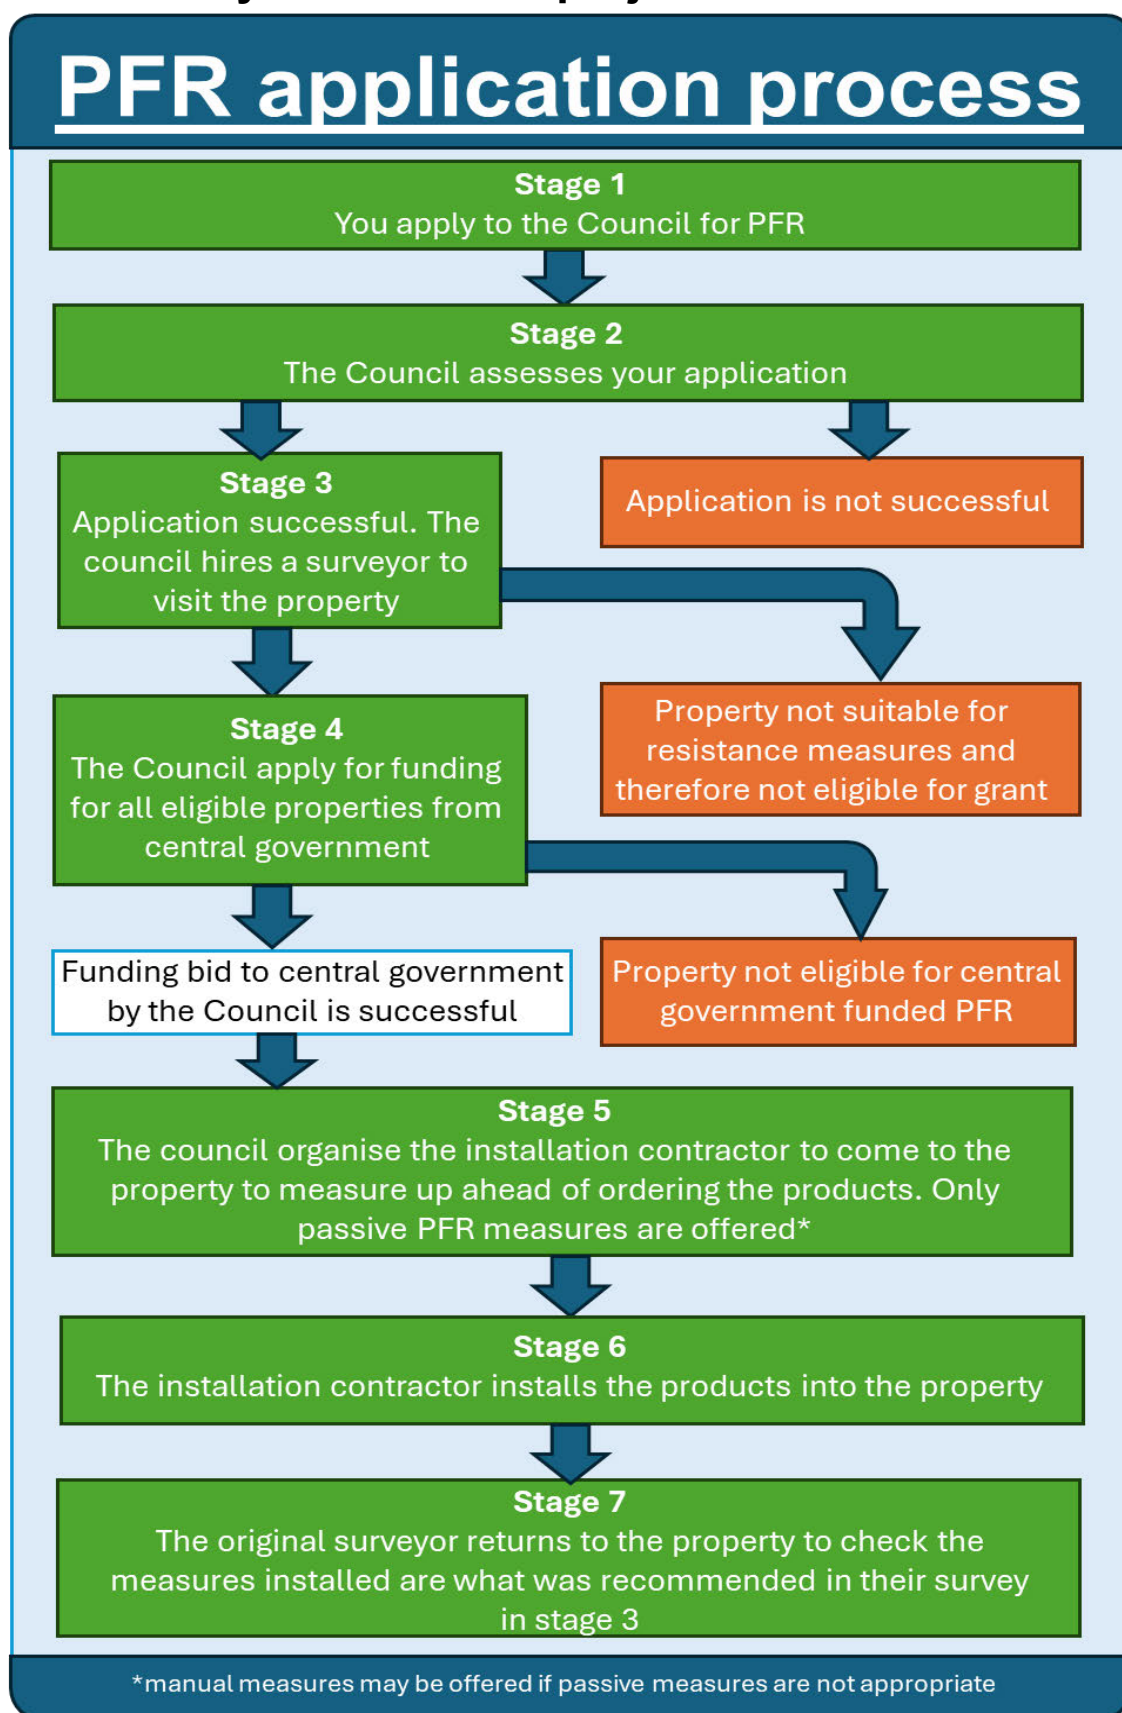 PFR application process
Stage 1
You apply to the Council for PFR
Stage 2
The Council assesses your application
Stage 3
Application successful. The
council hires a surveyor to
visit the property
Application is not successful
Stage 4
The Council apply for funding
for all eligible properties from
central government
Property not suitable for
resistance measures and
therefore not eligible for grant
Funding bid to central government
by the Council is successful
Property not eligible for central
government funded PFR
Stage 5
The council organise the installation contractor to come to the
property to measure up ahead of ordering the products. Only
passive PFR measures are offered*
Stage 6
The installation contractor installs the products into the property
Stage 7
The original surveyor returns to the property to check the
measures installed are what was recommended in their survey
in stage 3
*manual measures may be offered if passive measures are not appropriate